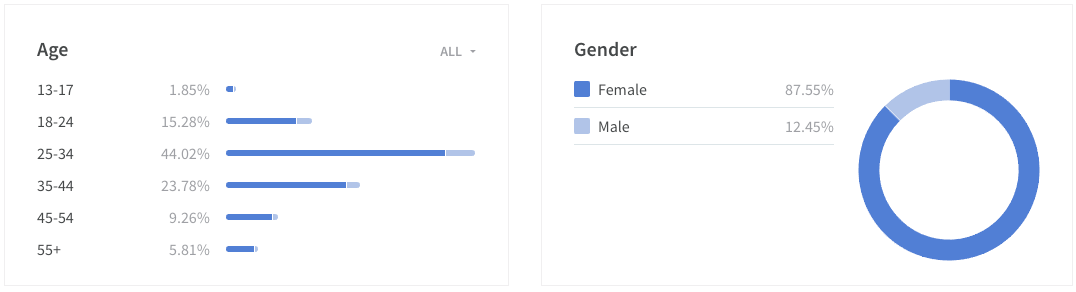 Age
ALL
13-17 1.85%
18-24 15.28%
25-34 44.02%
35-44 23.78%
45-54 9.26%
55+ 5.81%
Gender
Female 87.55%
Male 12.45%